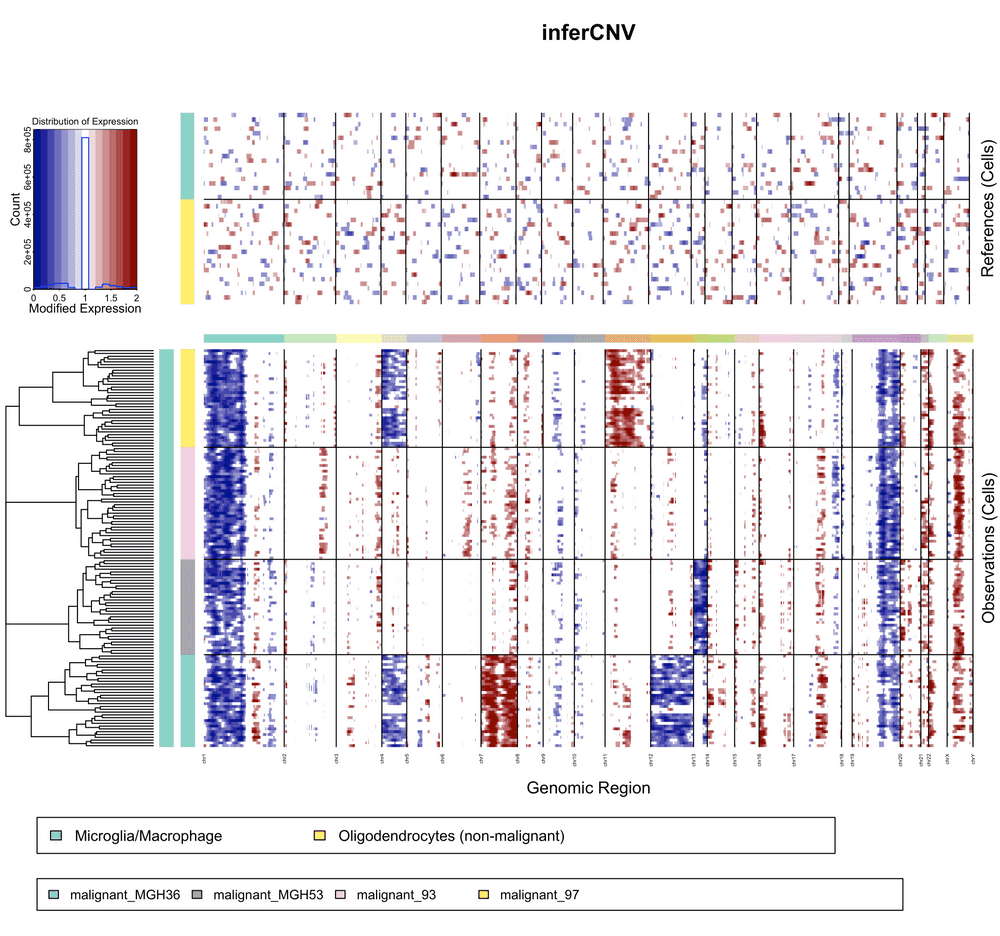 inferCNV
Distribution of Expression
Count
0 2e+05 4e+05 6e+05 8e+05
0 0.5 1 1.5 2
Modified Expression
References (Cells)
Observations (Cells)
chr1 chr2 chr3 chr4 chr5 chr6 chr7 chr8 chr9 chr10 chr11 chr12 chr13 chr14 chr15 chr16 chr17 chr18 chr19 chr20 chr21 chr22 chrX chrY
Genomic Region
Microglia/Macrophage Oligodendrocytes (non-malignant)
malignant_MGH36 malignant_MGH53 malignant_93 malignant_97